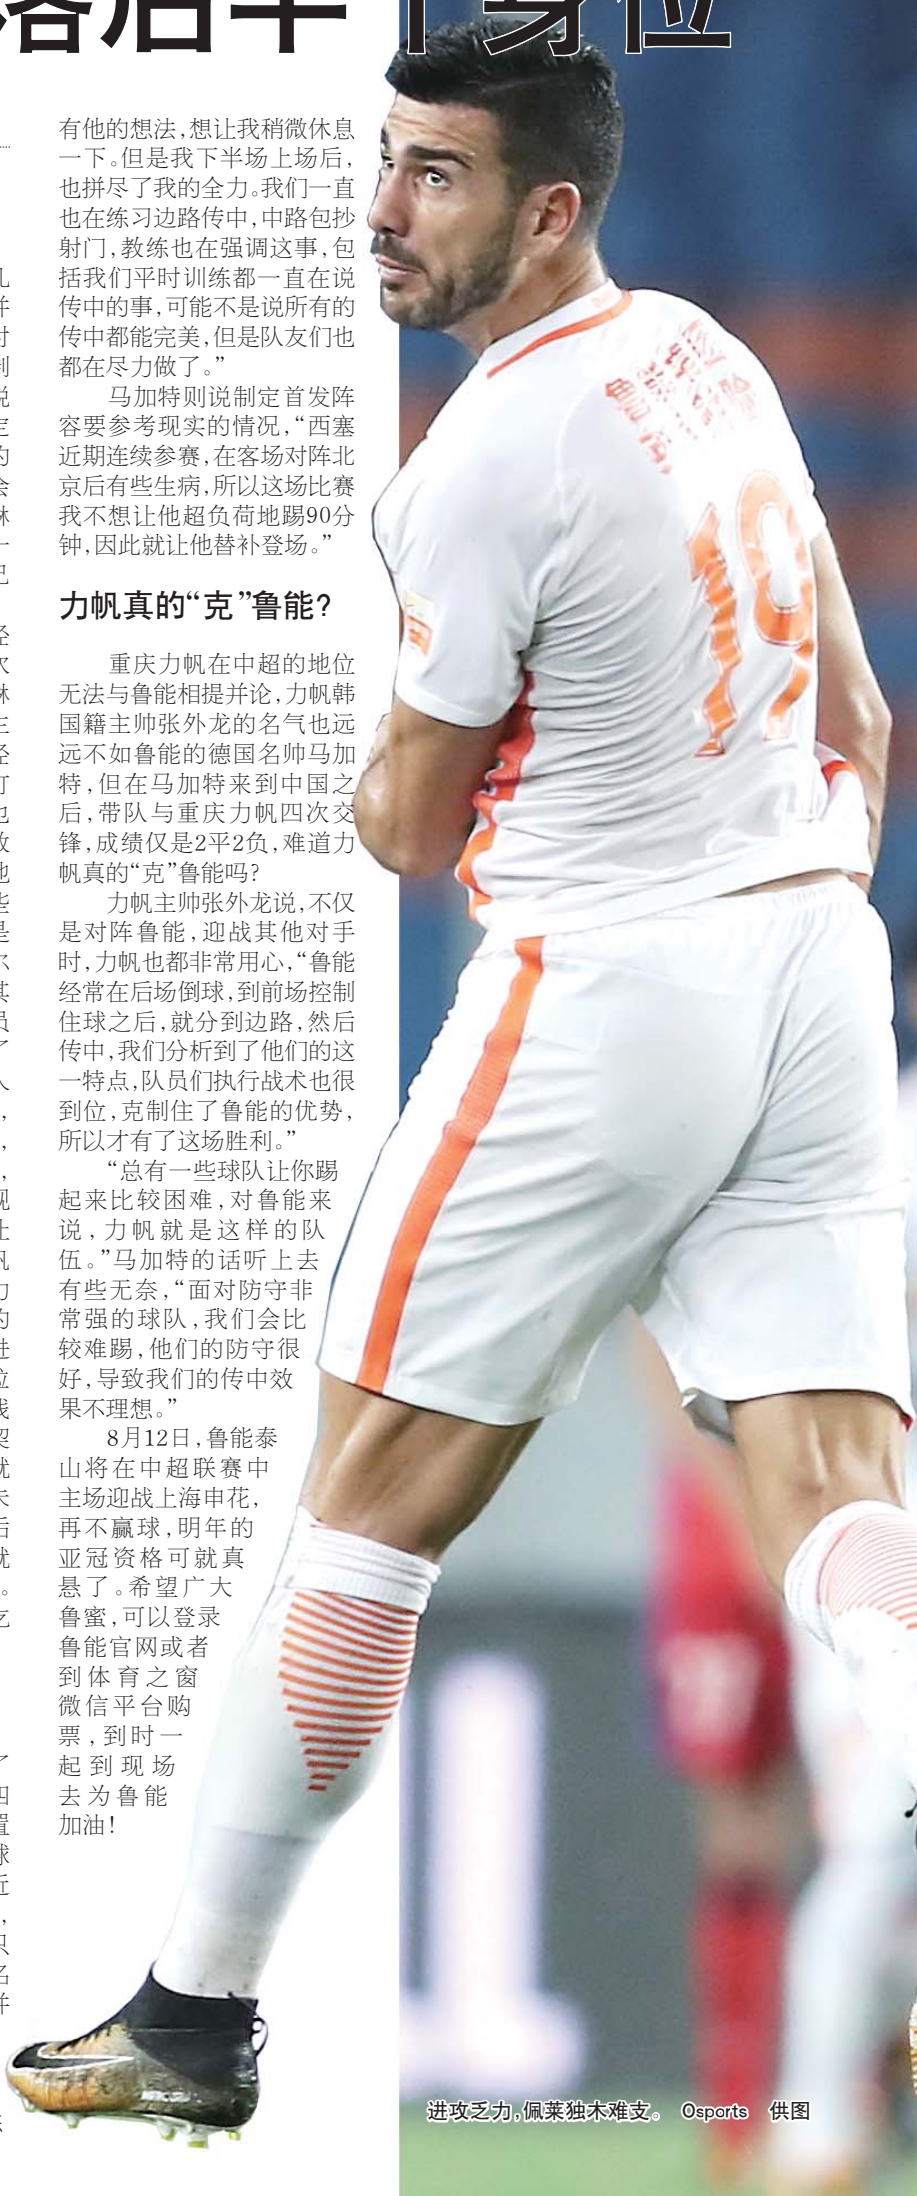 落后半个身位
有他的想法，想让我稍微休息
一下。但是我下半场上场后，
也拼尽了我的全力。我们一直
也在练习边路传中，中路包抄
射门，教练也在强调这事，包
括我们平时训练都一直在说
传中的事，可能不是说所有的
传中都能完美，但是队友们也
都在尽力做了。”
马加特则说制定首发阵
容要参考现实的情况，“西塞
近期连续参赛，在客场对阵北
京后有些生病，所以这场比赛
我不想让他超负荷地踢90分
钟，因此就让他替补登场。”
力帆真的“克”鲁能？
重庆力帆在中超的地位
无法与鲁能相提并论，力帆韩
国籍主帅张外龙的名气也远
远不如鲁能的德国名帅马加
特，但在马加特来到中国之
后，带队与重庆力帆四次交
锋，成绩仅是2平2负，难道力
帆真的“克”鲁能吗？
力帆主帅张外龙说，不仅
是对阵鲁能，迎战其他对手
时，力帆也都非常用心，“鲁能
经常在后场倒球，到前场控制
住球之后，就分到边路，然后
传中，我们分析到了他们的这
一特点，队员们执行战术也很
到位，克制住了鲁能的优势，
所以才有了这场胜利。”
“总有一些球队让你踢
起来比较困难，对鲁能来
说，力帆就是这样的队
伍。”马加特的话听上去
有些无奈，“面对防守非
常强的球队，我们会比
较难踢，他们的防守很
好，导致我们的传中效
果不理想。”
8月12日，鲁能泰
山将在中超联赛中
主场迎战上海申花，
再不赢球，明年的
亚冠资格可就真
悬了。希望广大
鲁蜜，可以登录
鲁能官网或者
到体育之窗
微信平台购
票，到时一
起到现场
去为鲁能
加油！
19
进攻乏力，佩莱独木难支。 Osports 供图